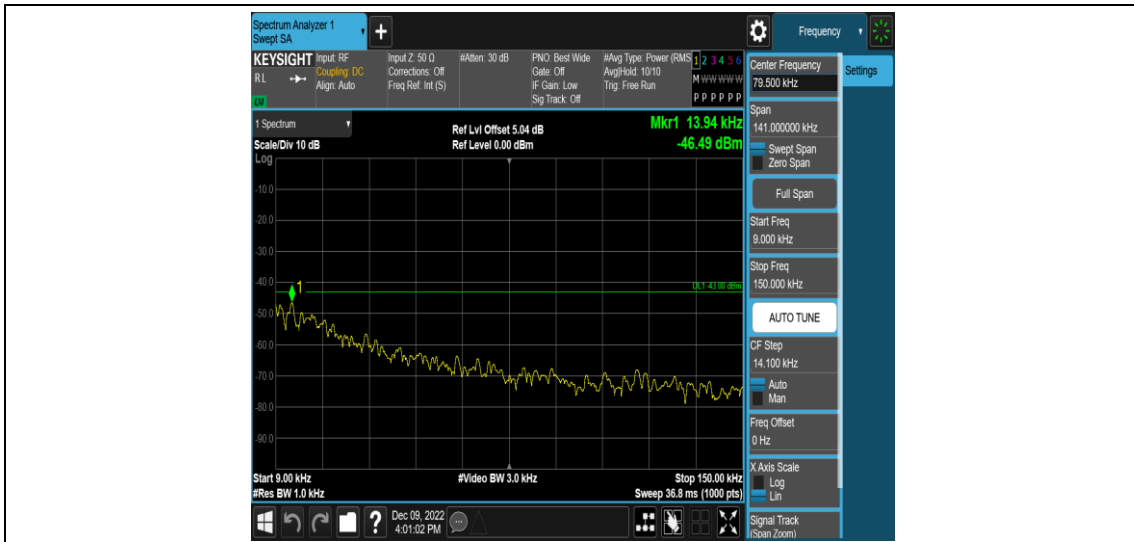 Spectrum Analyzer 1
Swept SA
+
Frequency
KEYSIGHT
RL
LM
Input: RF
Coupling: DC
Align: Auto
Input Z: 50 Ω
Corrections: Off
Freq Ref: Int (S)
#Atten: 30 dB
PNO: Best Wide
Gate: Off
IF Gain: Low
Sig Track: Off
#Avg Type: Power (RMS
Avg|Hold: 10/10
Trig: Free Run
1 2 3 4 5 6
M W W W W W
P P P P P P
1 Spectrum
Scale/Div 10 dB
Ref Lvl Offset 5.04 dB
Ref Level 0.00 dBm
Mkr1 13.94 kHz
-46.49 dBm
Log
-10.0
-20.0
-30.0
-40.0
-50.0
-60.0
-70.0
-80.0
-90.0
1
DL1 -43.00 dBm
Start 9.00 kHz
#Res BW 1.0 kHz
#Video BW 3.0 kHz
Stop 150.00 kHz
Sweep 36.8 ms (1000 pts)
Center Frequency
79.500 kHz
Settings
Span
141.000000 kHz
Swept Span
Zero Span
Full Span
Start Freq
9.000 kHz
Stop Freq
150.000 kHz
AUTO TUNE
CF Step
14.100 kHz
Auto
Man
Freq Offset
0 Hz
X Axis Scale
Log
Lin
Signal Track
(Span Zoom)
?
Dec 09, 2022
4:01:02 PM